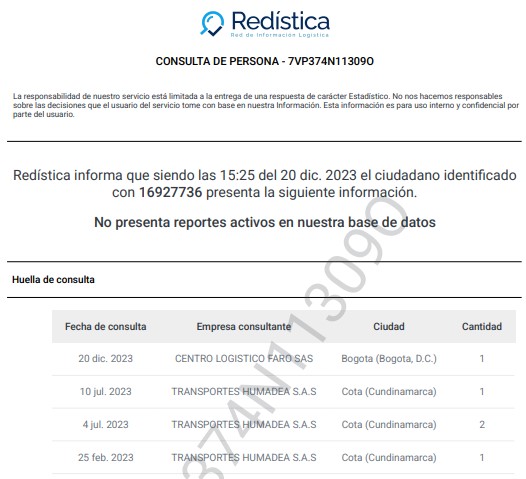 Redística
Red de Información Logística
CONSULTA DE PERSONA - 7VP374N11309O
La responsabilidad de nuestro servicio está limitada a la entrega de una respuesta de carácter Estadístico. No nos hacemos responsables
sobre las decisiones que el usuario del servicio tome con base en nuestra Información. Esta información es para uso interno y confidencial por
parte del usuario.
Redística informa que siendo las 15:25 del 20 dic. 2023 el ciudadano identificado
con 16927736 presenta la siguiente información.
No presenta reportes activos en nuestra base de datos
Huella de consulta
Fecha de consulta Empresa consultante Ciudad Cantidad
20 dic. 2023 CENTRO LOGISTICO FARO SAS Bogota (Bogota, D.C.) 1
10 jul. 2023 TRANSPORTES HUMADEA S.A.S Cota (Cundinamarca) 1
4 jul. 2023 TRANSPORTES HUMADEA S.A.S Cota (Cundinamarca) 2
25 feb. 2023 TRANSPORTES HUMADEA S.A.S Cota (Cundinamarca) 1
374N11309O